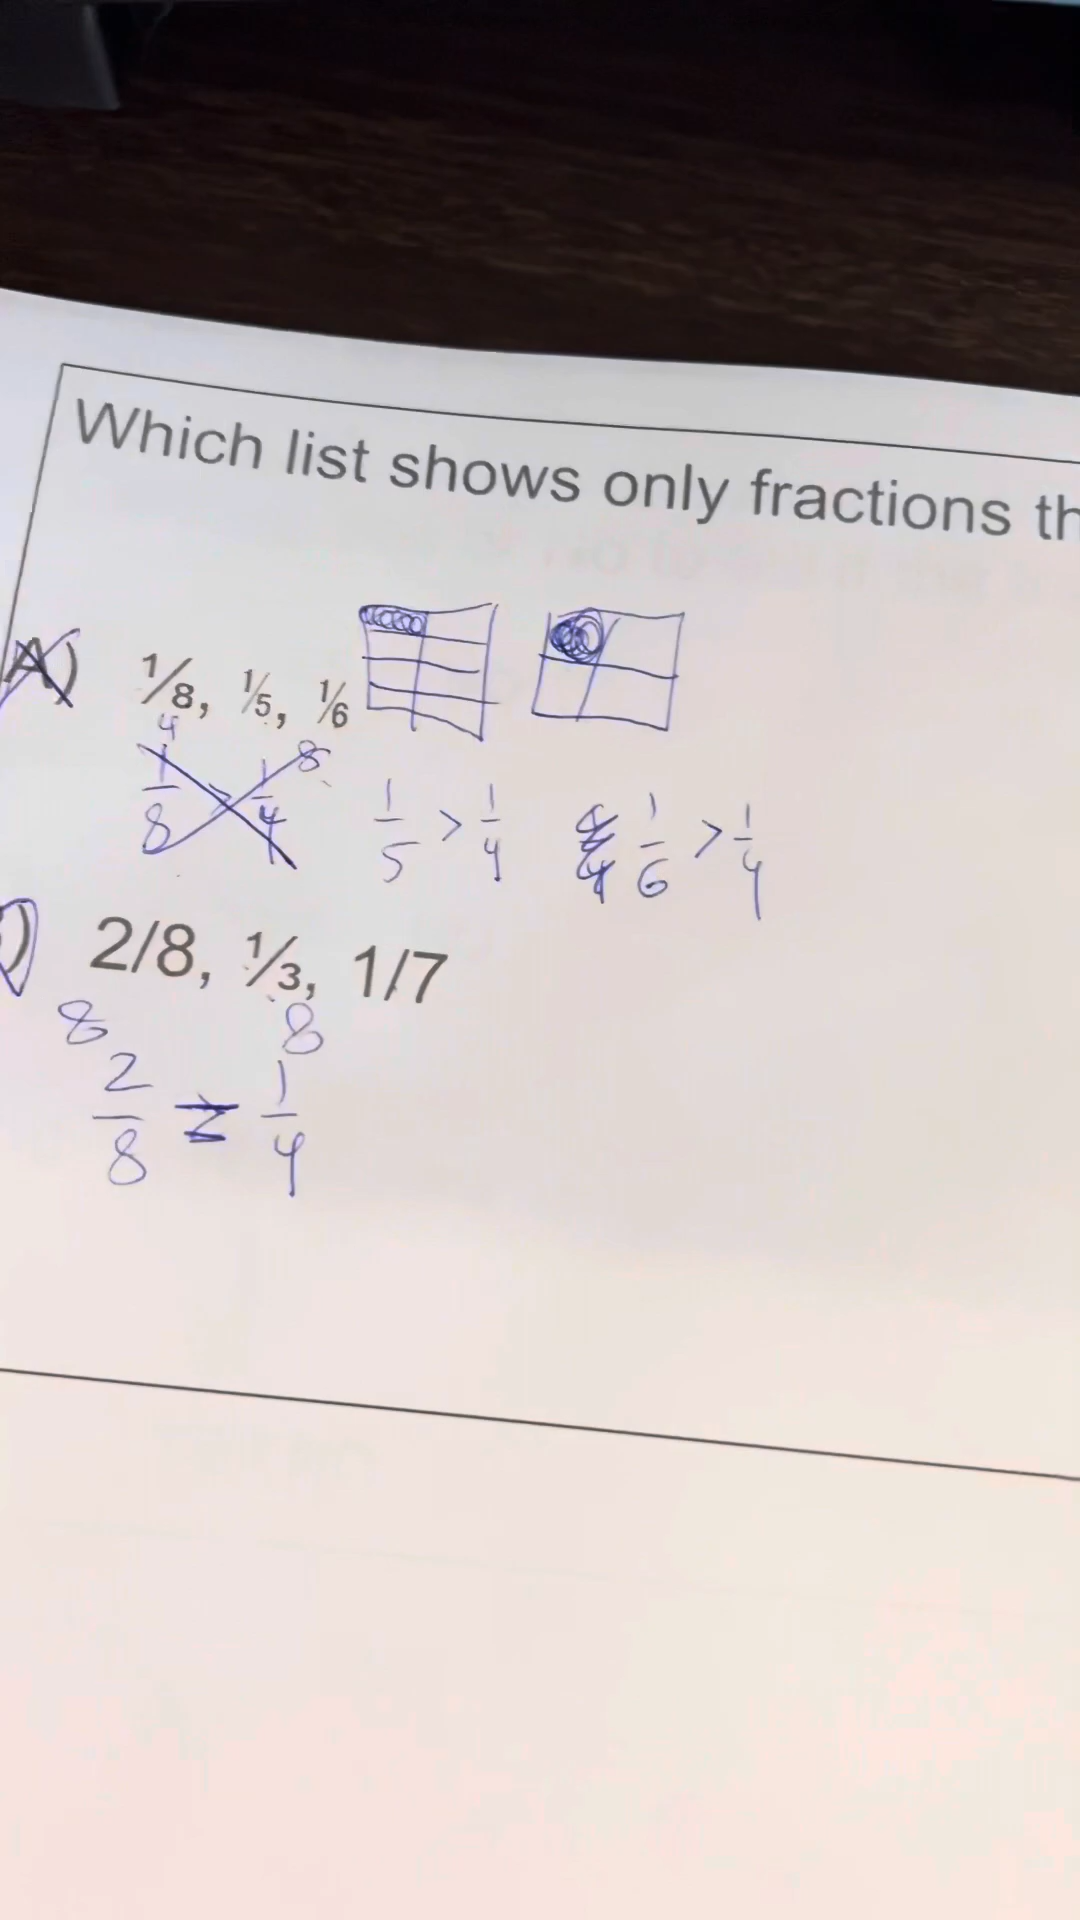 Which list shows only fractions th
A) ⅛, ⅕, ⅙
4 8
1/8 > 1/4 1/5 > 1/4 1/6 > 1/4
) 2/8, ⅓, 1/7
8 8
2/8 = 1/4